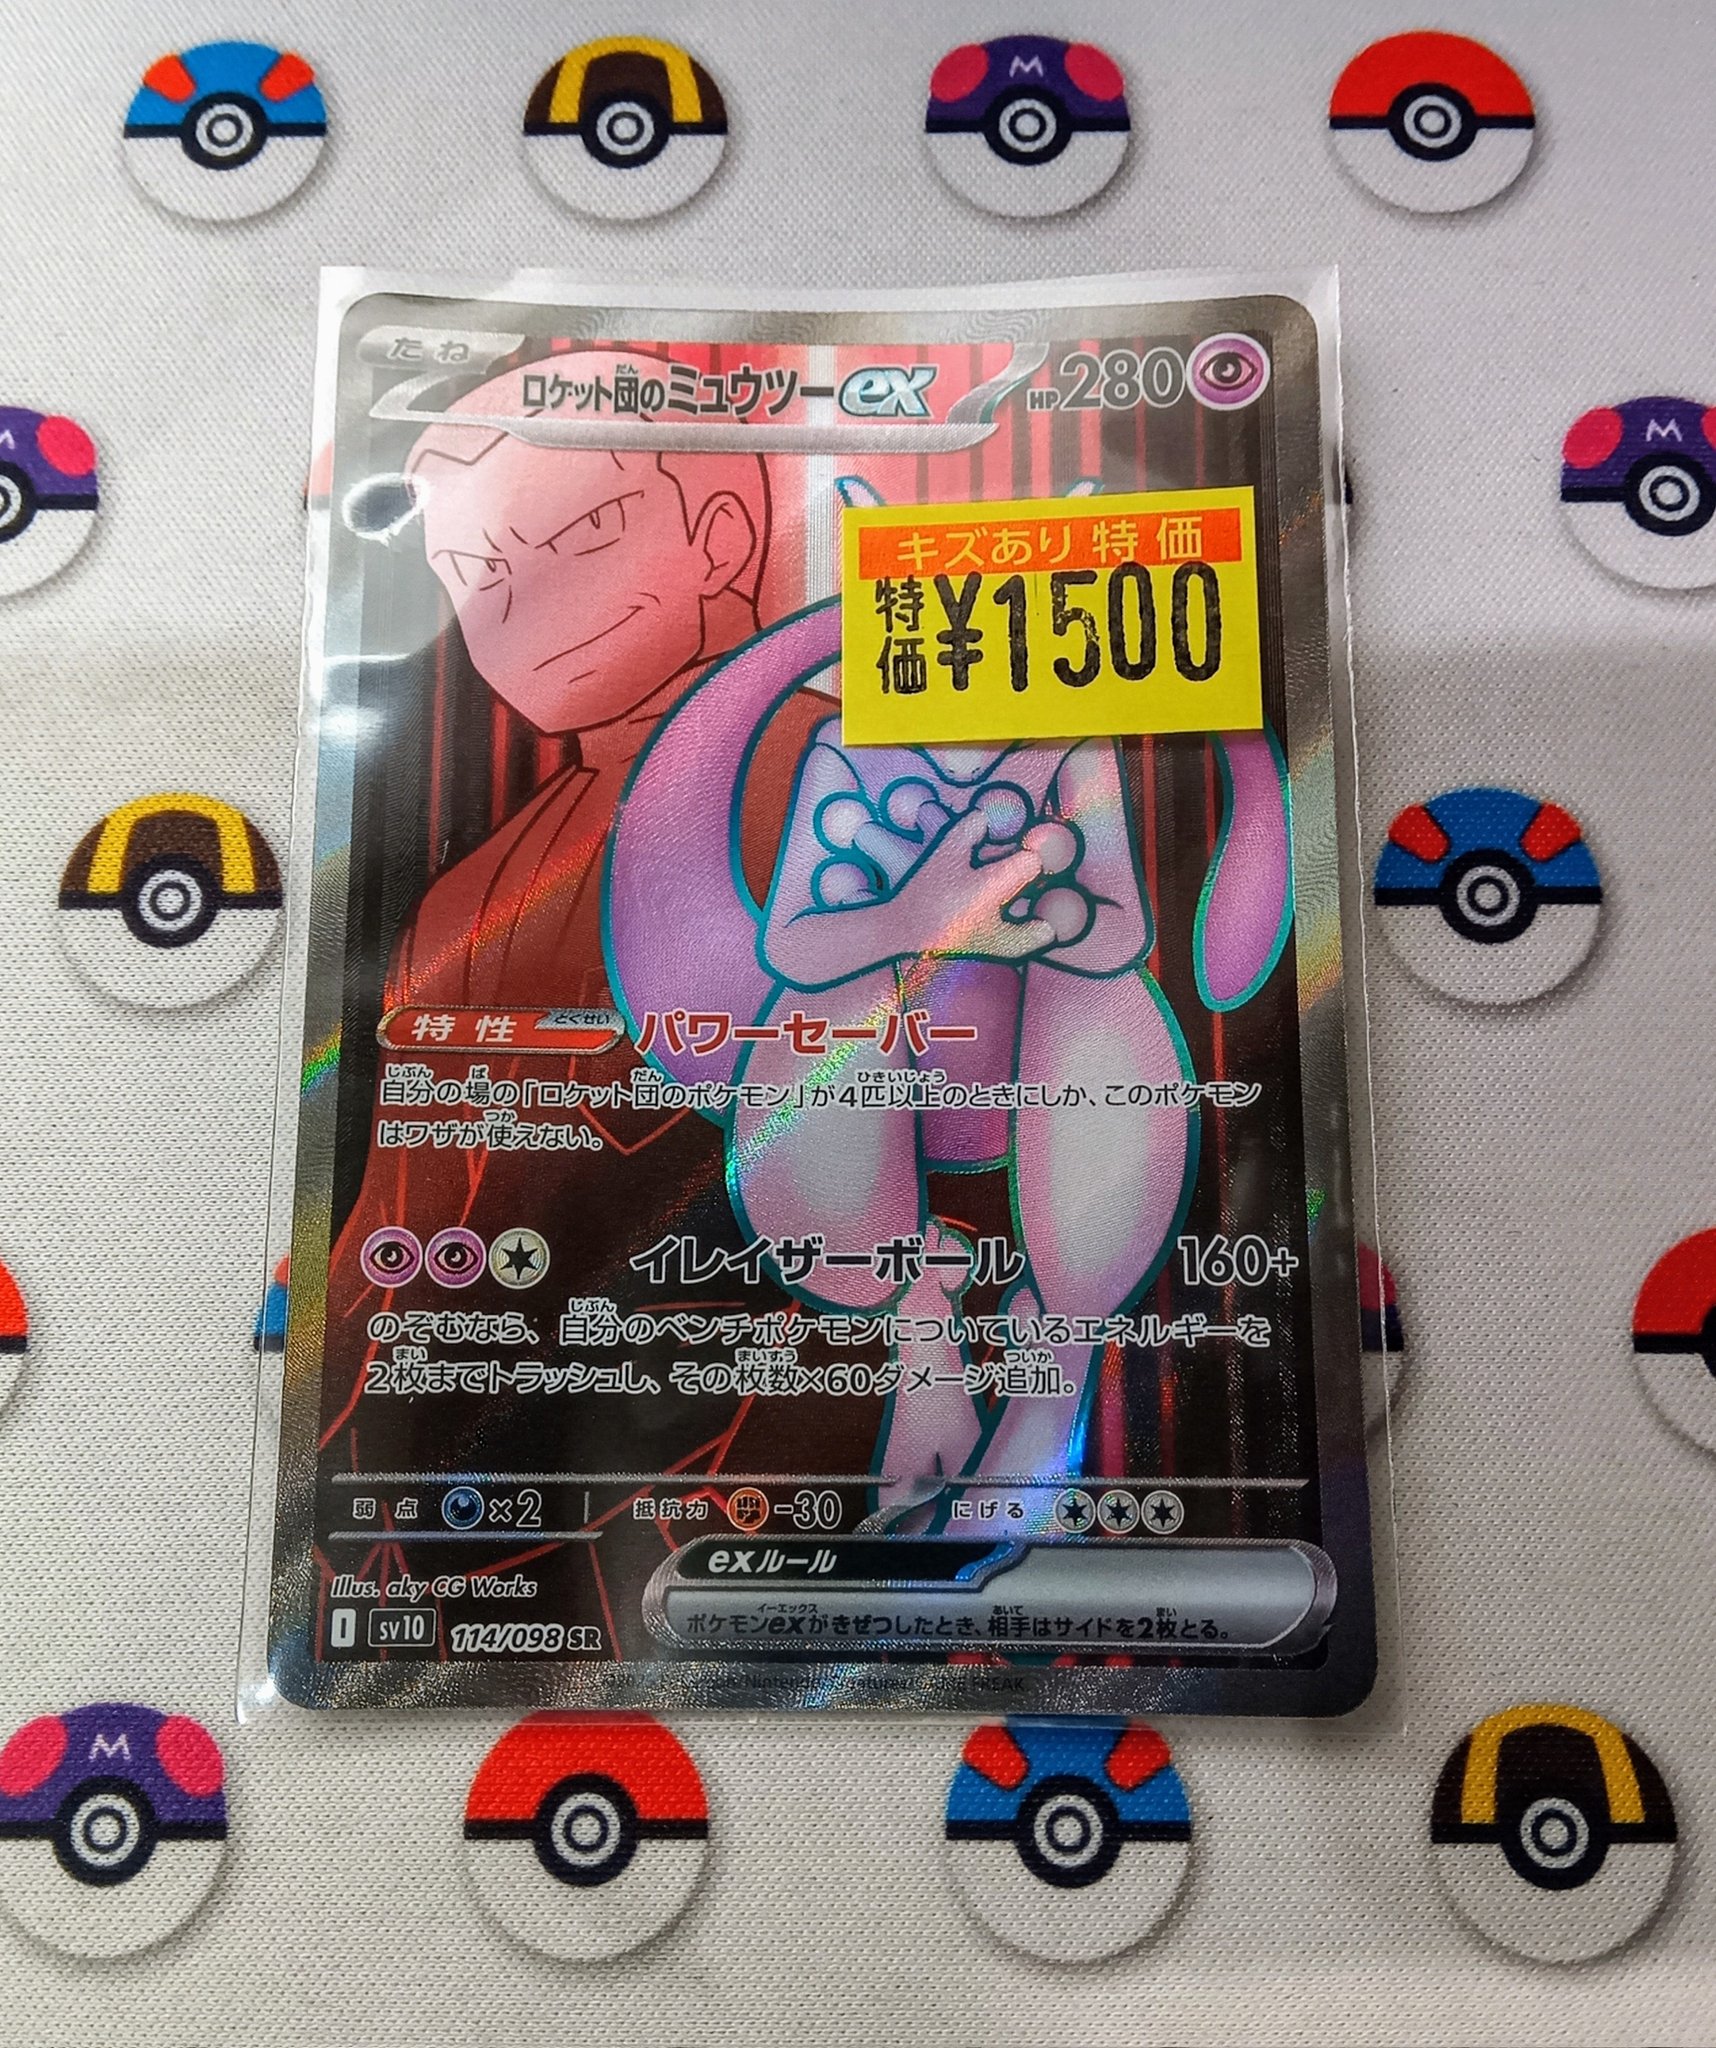 たね
ロケット団のミュウツーex
HP280
キズあり特価
特価¥1500
特性 とくせい パワーセーバー
自分の場の「ロケット団のポケモン」が4匹以上のときにしか、このポケモン
はワザが使えない。
イレイザーボール 160+
のぞむなら、自分のベンチポケモンについているエネルギーを
2枚までトラッシュし、その枚数×60ダメージ追加。
弱点 ×2 抵抗力 -30 にげる
exルール
ポケモンexがきぜつしたとき、相手はサイドを2枚とる。
Illus. aky CG Works
I SV10 114/098 SR
M
M
M
M